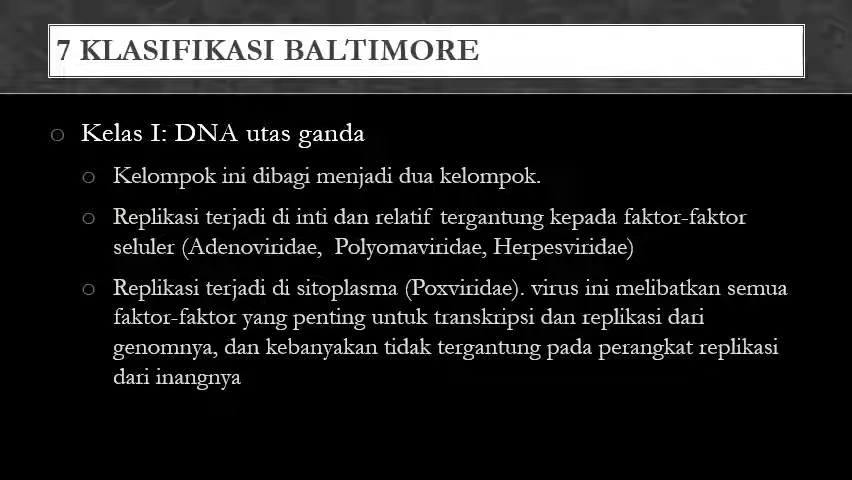 7 KLASIFIKASI BALTIMORE
Kelas I: DNA utas ganda
Kelompok ini dibagi menjadi dua kelompok.
Replikasi terjadi di inti dan relatif tergantung kepada faktor-faktor
seluler (Adenoviridae, Polyomaviridae, Herpesviridae)
Replikasi terjadi di sitoplasma (Poxviridae). virus ini melibatkan semua
faktor-faktor yang penting untuk transkripsi dan replikasi dari
genomnya, dan kebanyakan tidak tergantung pada perangkat replikasi
dari inangnya